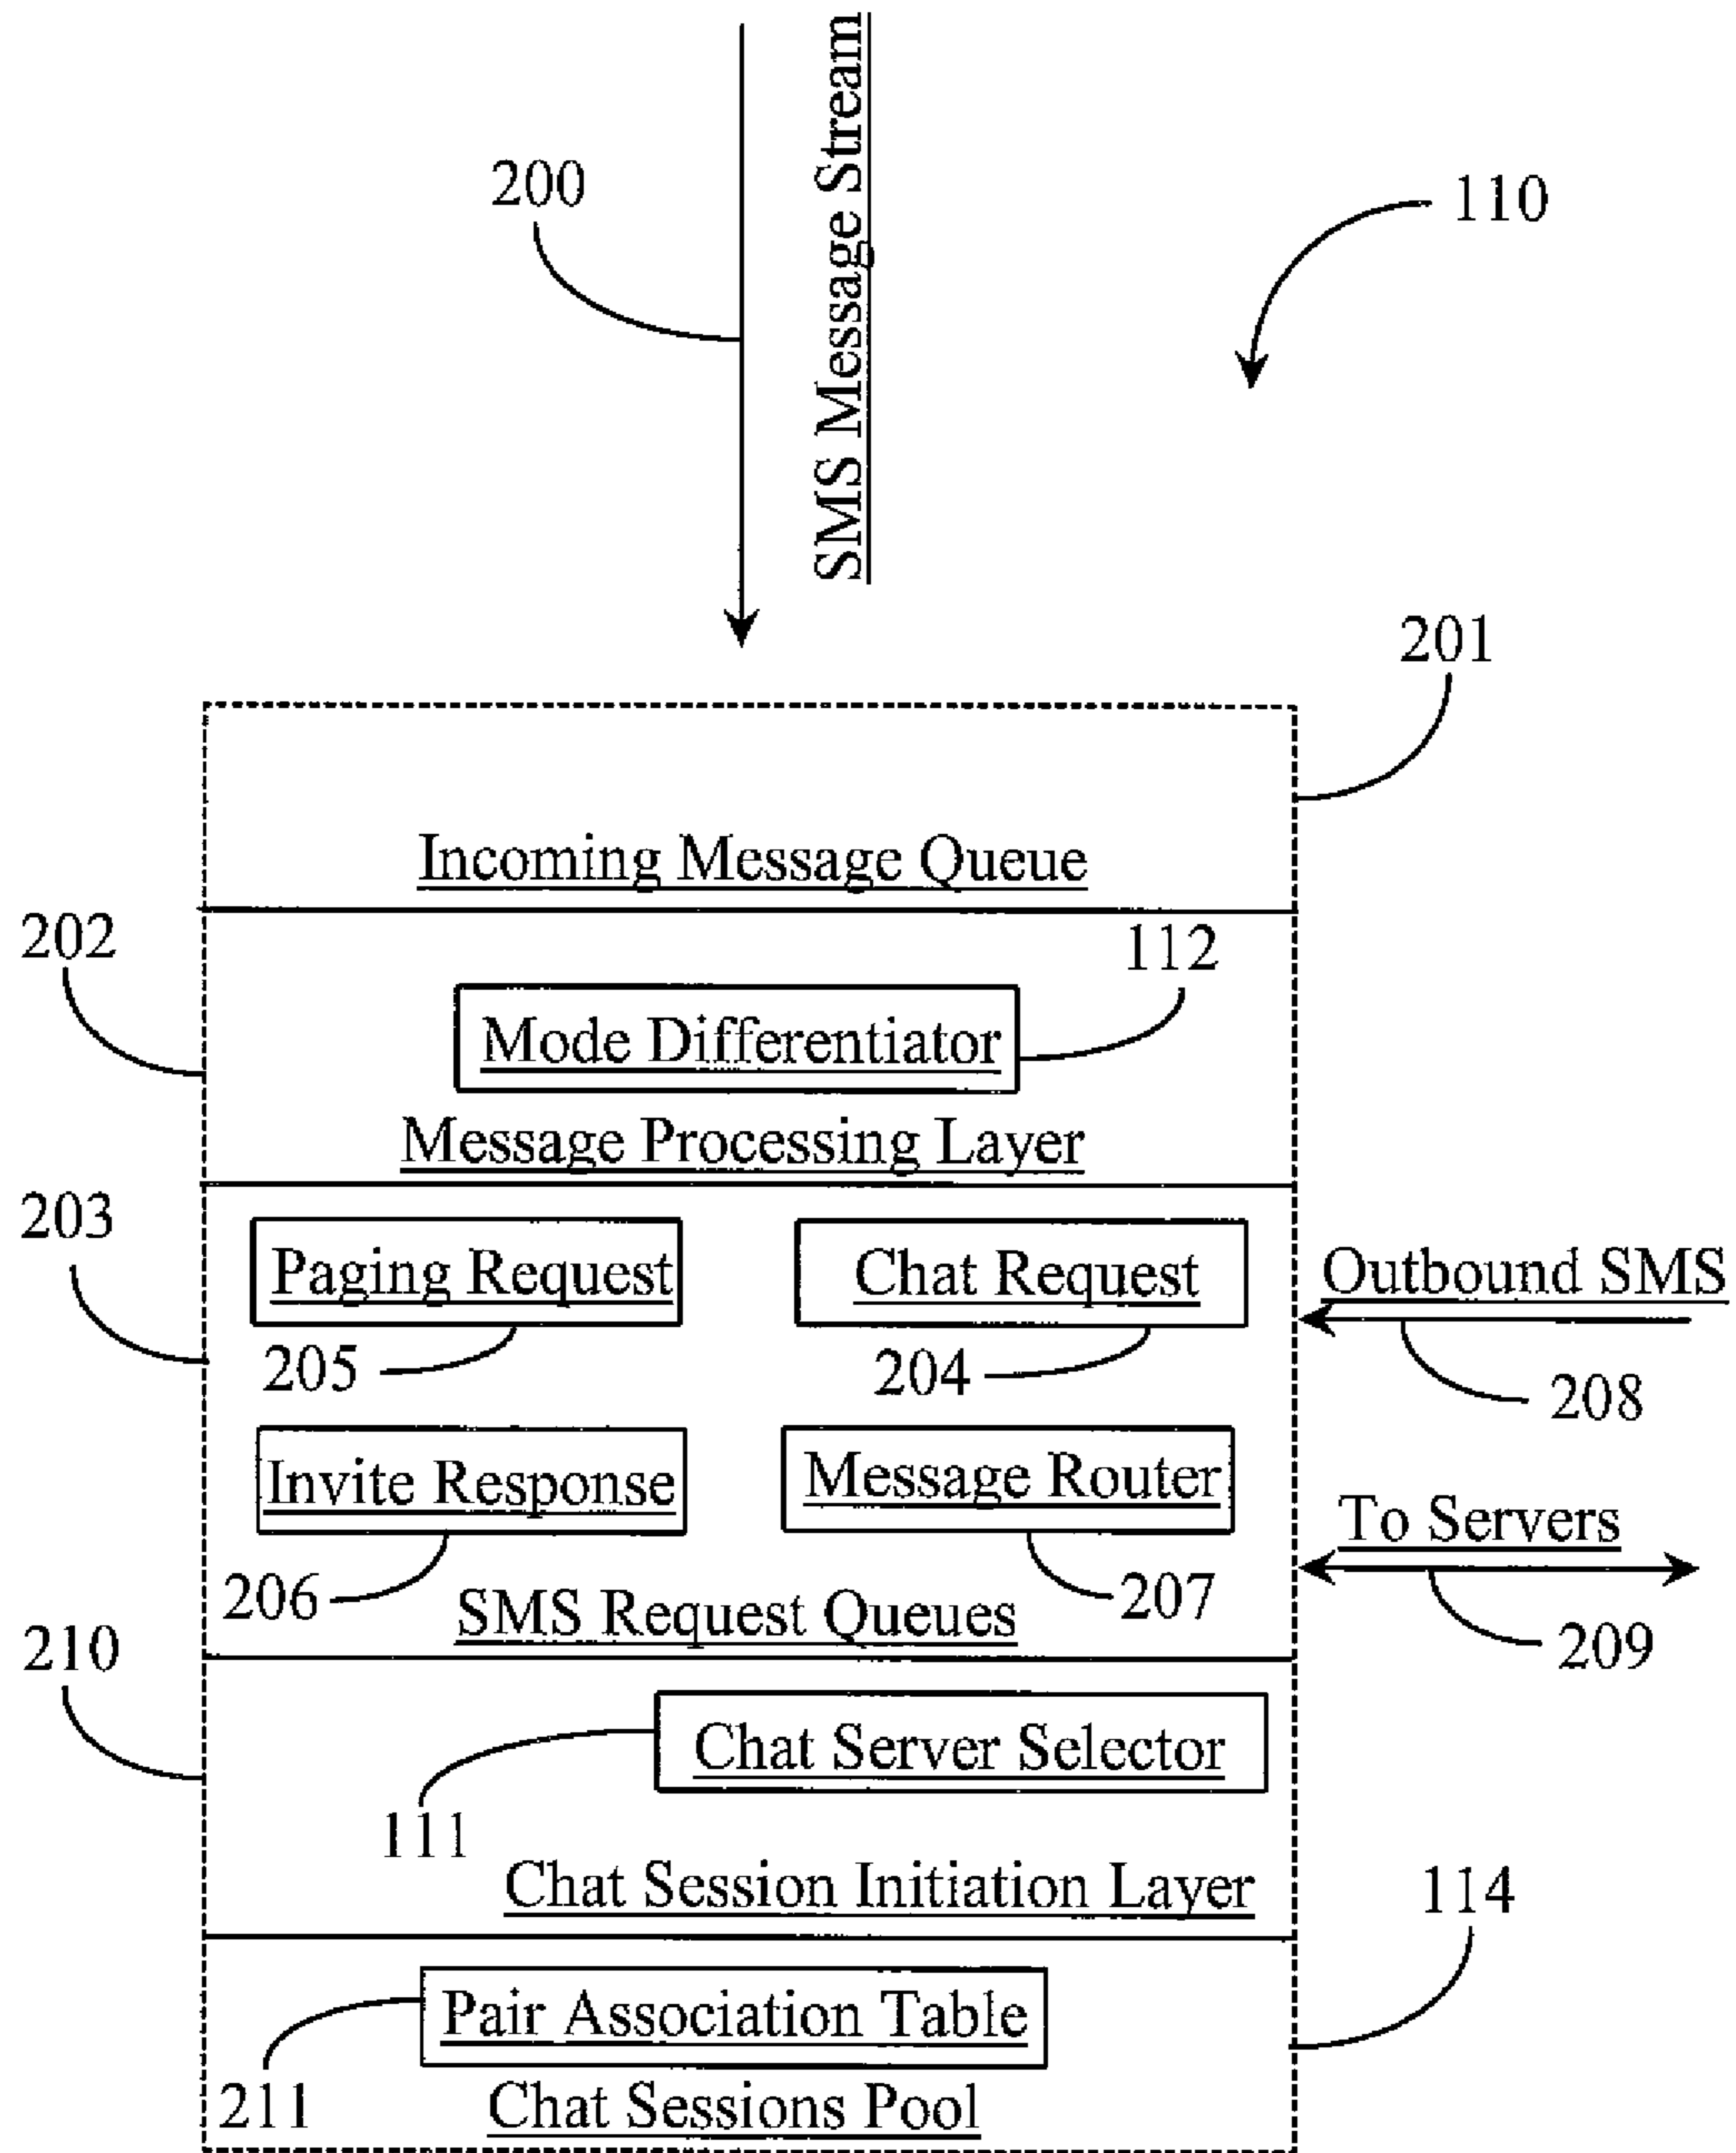 200
SMS Message Stream
110
201
Incoming Message Queue
202
112
Mode Differentiator
Message Processing Layer
203
Paging Request
Chat Request
Outbound SMS
205
204
208
Invite Response
Message Router
To Servers
206
207
SMS Request Queues
209
210
Chat Server Selector
111
Chat Session Initiation Layer
114
Pair Association Table
211
Chat Sessions Pool